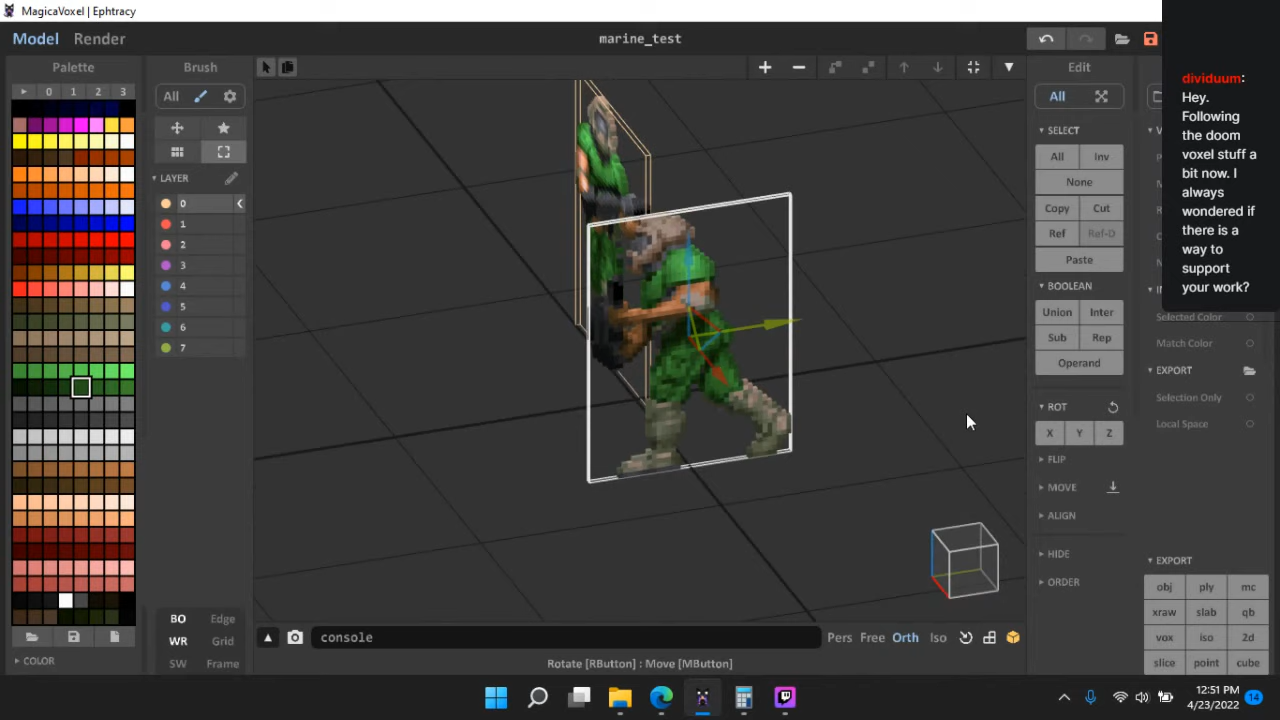 MagicaVoxel | Ephtracy
Model Render
marine_test
Palette
0 1 2 3
COLOR
Brush
All
LAYER
0
1
2
3
4
5
6
7
BO Edge
WR Grid
SW Frame
console
Pers Free Orth Iso
Rotate [RButton] : Move [MButton]
Edit
All
SELECT
All Inv
None
Copy Cut
Ref Ref-D
Paste
BOOLEAN
Union Inter
Sub Rep
Operand
ROT
X Y Z
FLIP
MOVE
ALIGN
HIDE
ORDER
dividuum:
Hey.
Following
the doom
voxel stuff a
bit now. I
always
wondered if
there is a
way to
support
your work?
Selected Color
Match Color
EXPORT
Selection Only
Local Space
EXPORT
obj ply mc
xraw slab qb
vox iso 2d
slice point cube
12:51 PM
4/23/2022
14